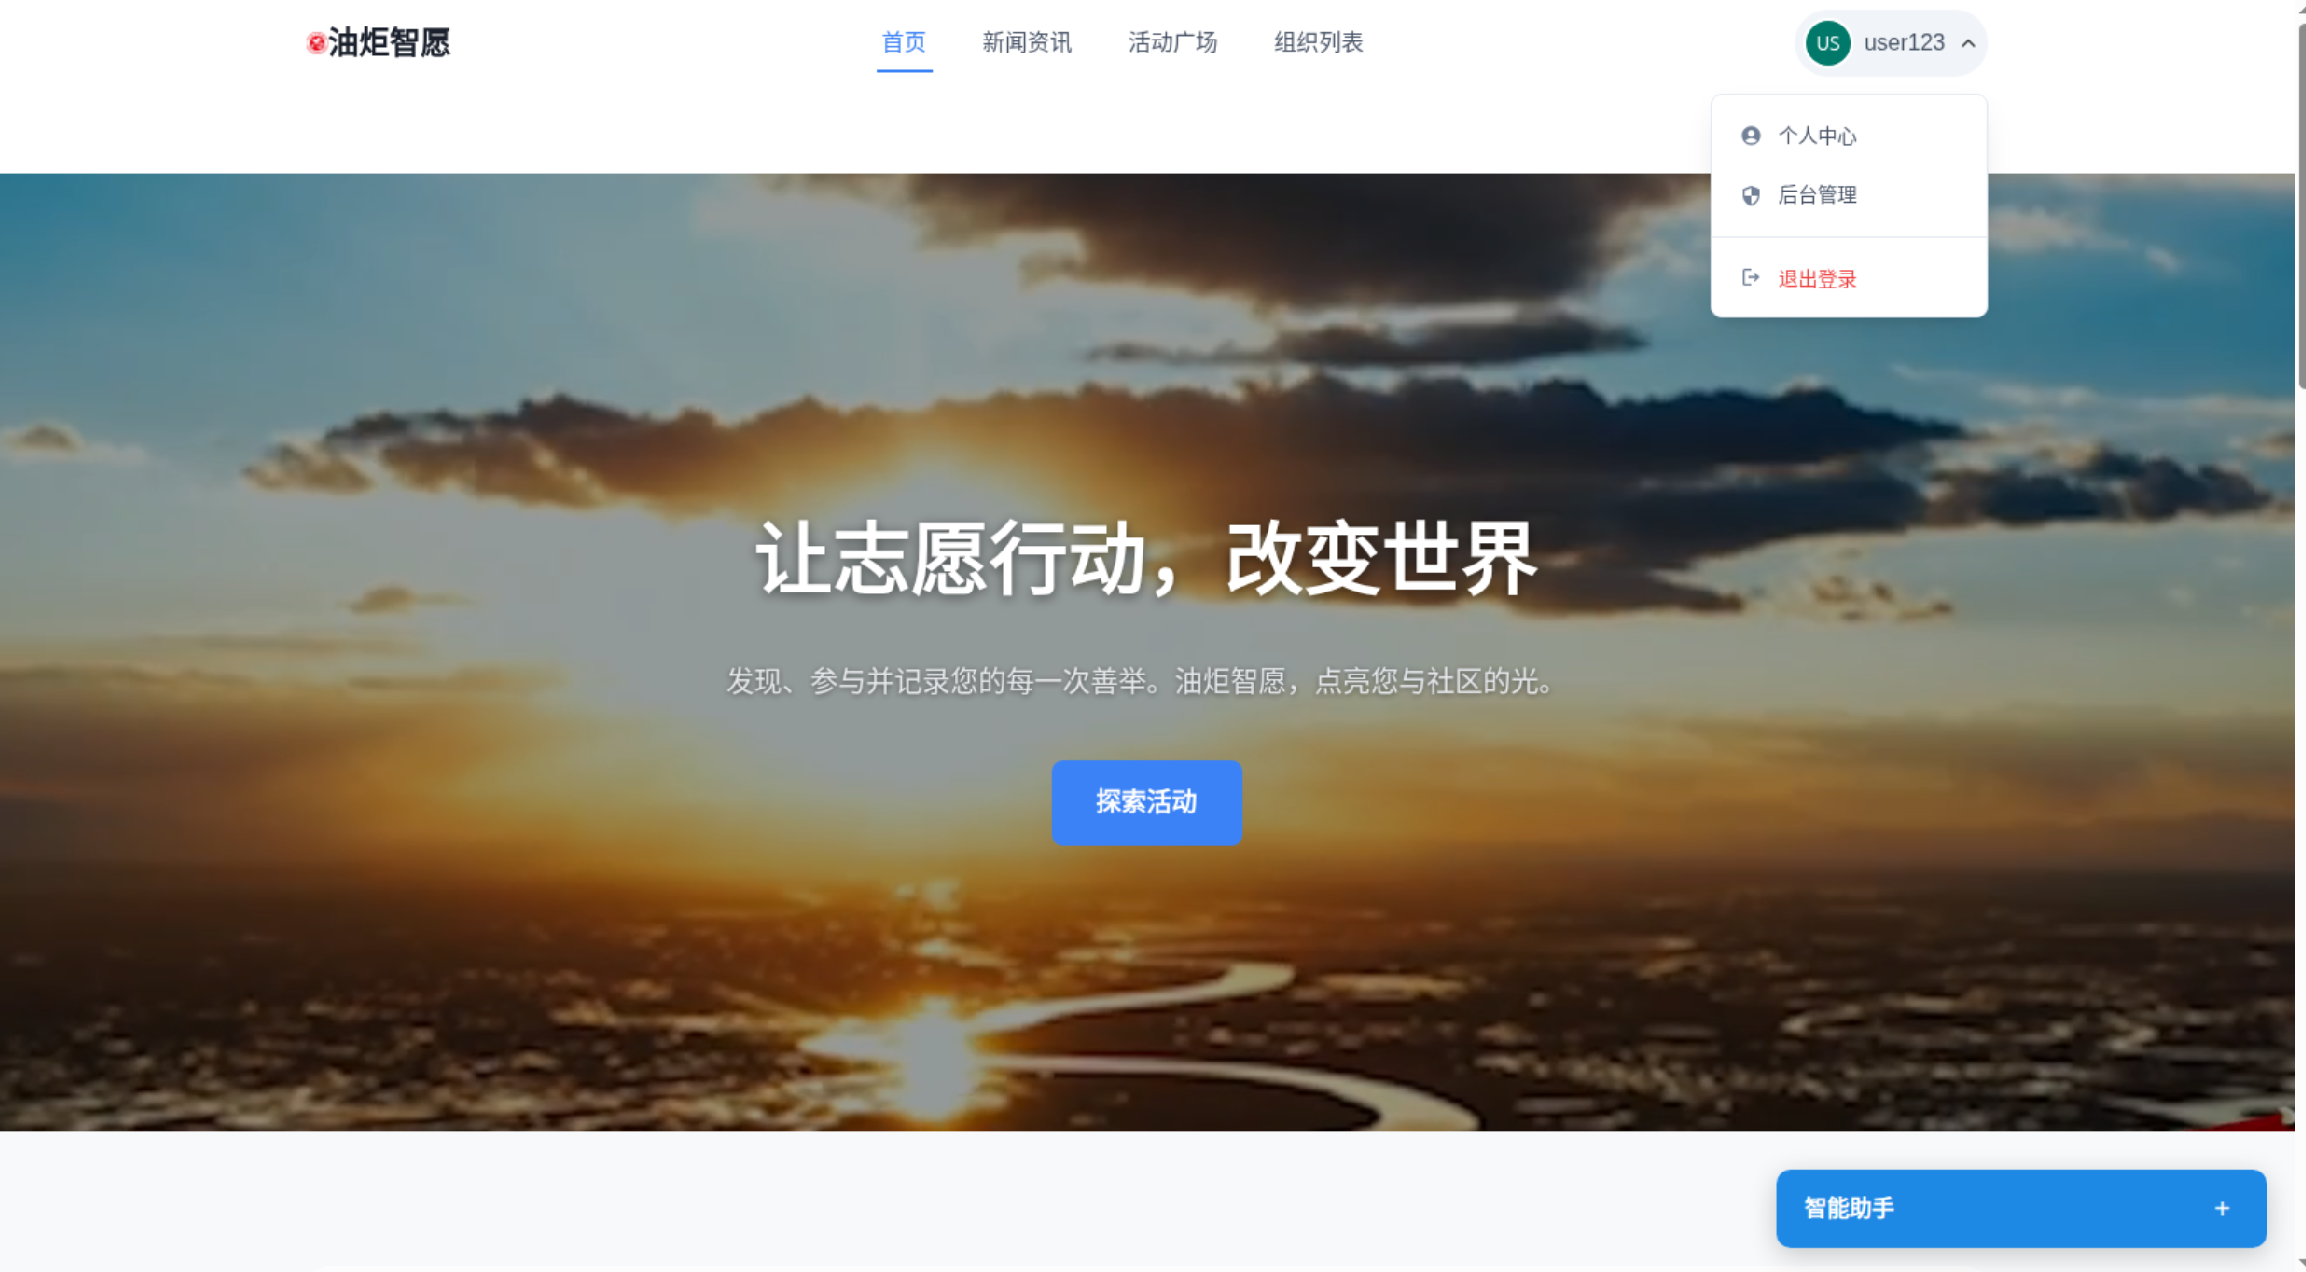 油炬智愿
首页 新闻资讯 活动广场 组织列表
US user123
个人中心
后台管理
退出登录
让志愿行动，改变世界
发现、参与并记录您的每一次善举。油炬智愿，点亮您与社区的光。
探索活动
智能助手 +